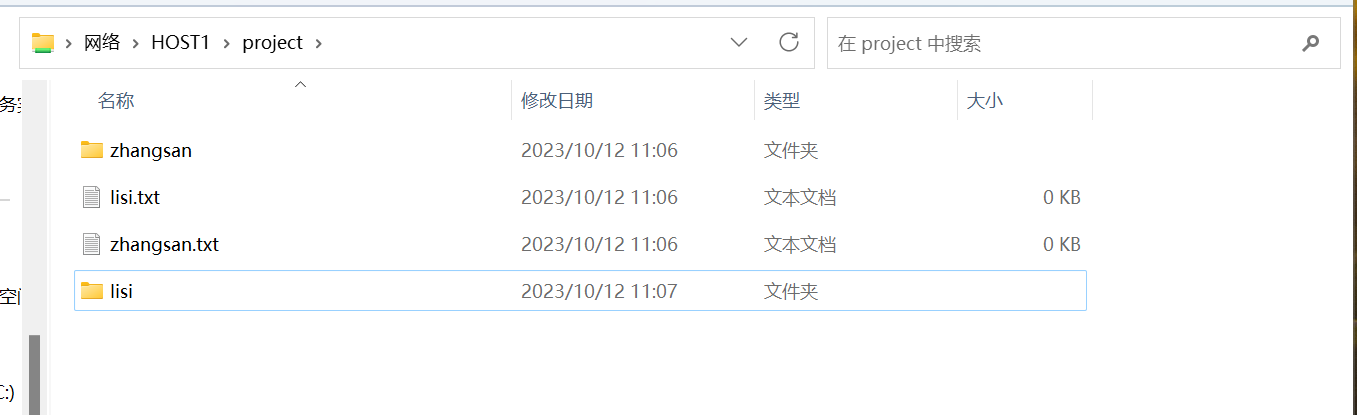 网络 HOST1 project 在 project 中搜索
名称 修改日期 类型 大小
zhangsan 2023/10/12 11:06 文件夹
lisi.txt 2023/10/12 11:06 文本文档 0 KB
zhangsan.txt 2023/10/12 11:06 文本文档 0 KB
lisi 2023/10/12 11:07 文件夹
C:)